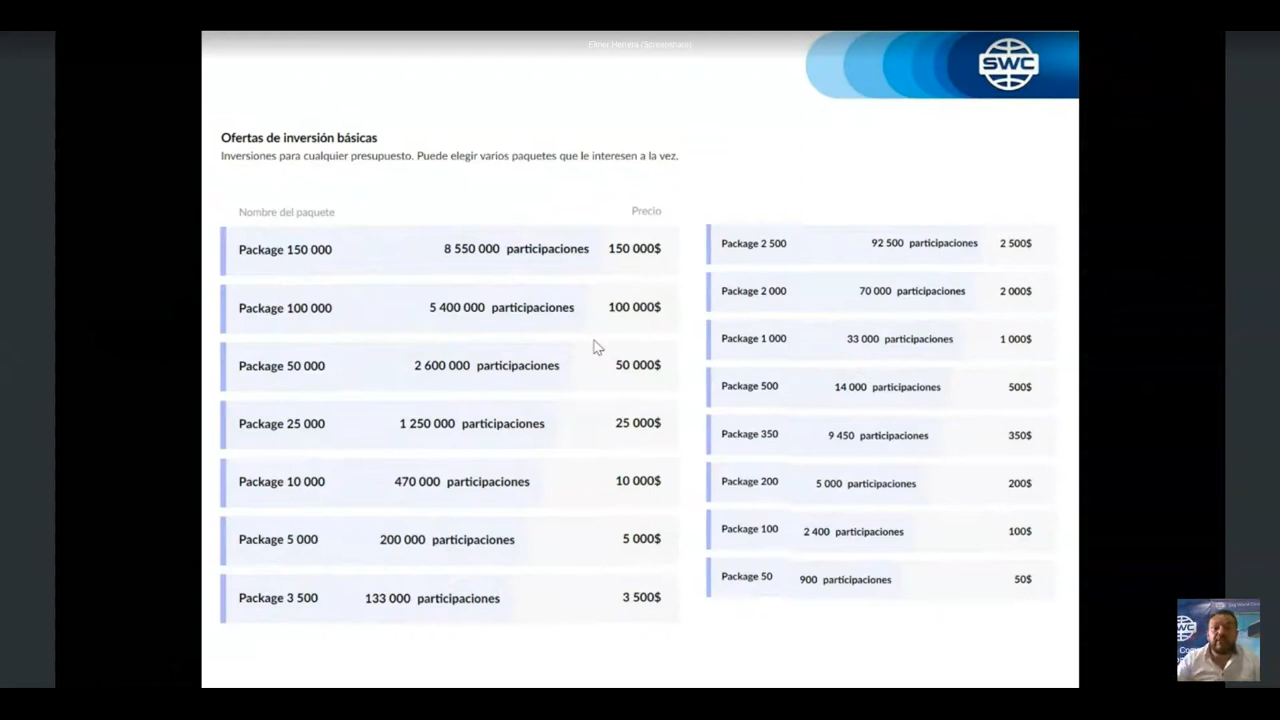 Elmer Herrera (Screenshare)
SWC
Ofertas de inversión básicas
Inversiones para cualquier presupuesto. Puede elegir varios paquetes que le interesen a la vez.
Nombre del paquete Precio
Package 150 000 8 550 000 participaciones 150 000$
Package 100 000 5 400 000 participaciones 100 000$
Package 50 000 2 600 000 participaciones 50 000$
Package 25 000 1 250 000 participaciones 25 000$
Package 10 000 470 000 participaciones 10 000$
Package 5 000 200 000 participaciones 5 000$
Package 3 500 133 000 participaciones 3 500$
Package 2 500 92 500 participaciones 2 500$
Package 2 000 70 000 participaciones 2 000$
Package 1 000 33 000 participaciones 1 000$
Package 500 14 000 participaciones 500$
Package 350 9 450 participaciones 350$
Package 200 5 000 participaciones 200$
Package 100 2 400 participaciones 100$
Package 50 900 participaciones 50$
SWC